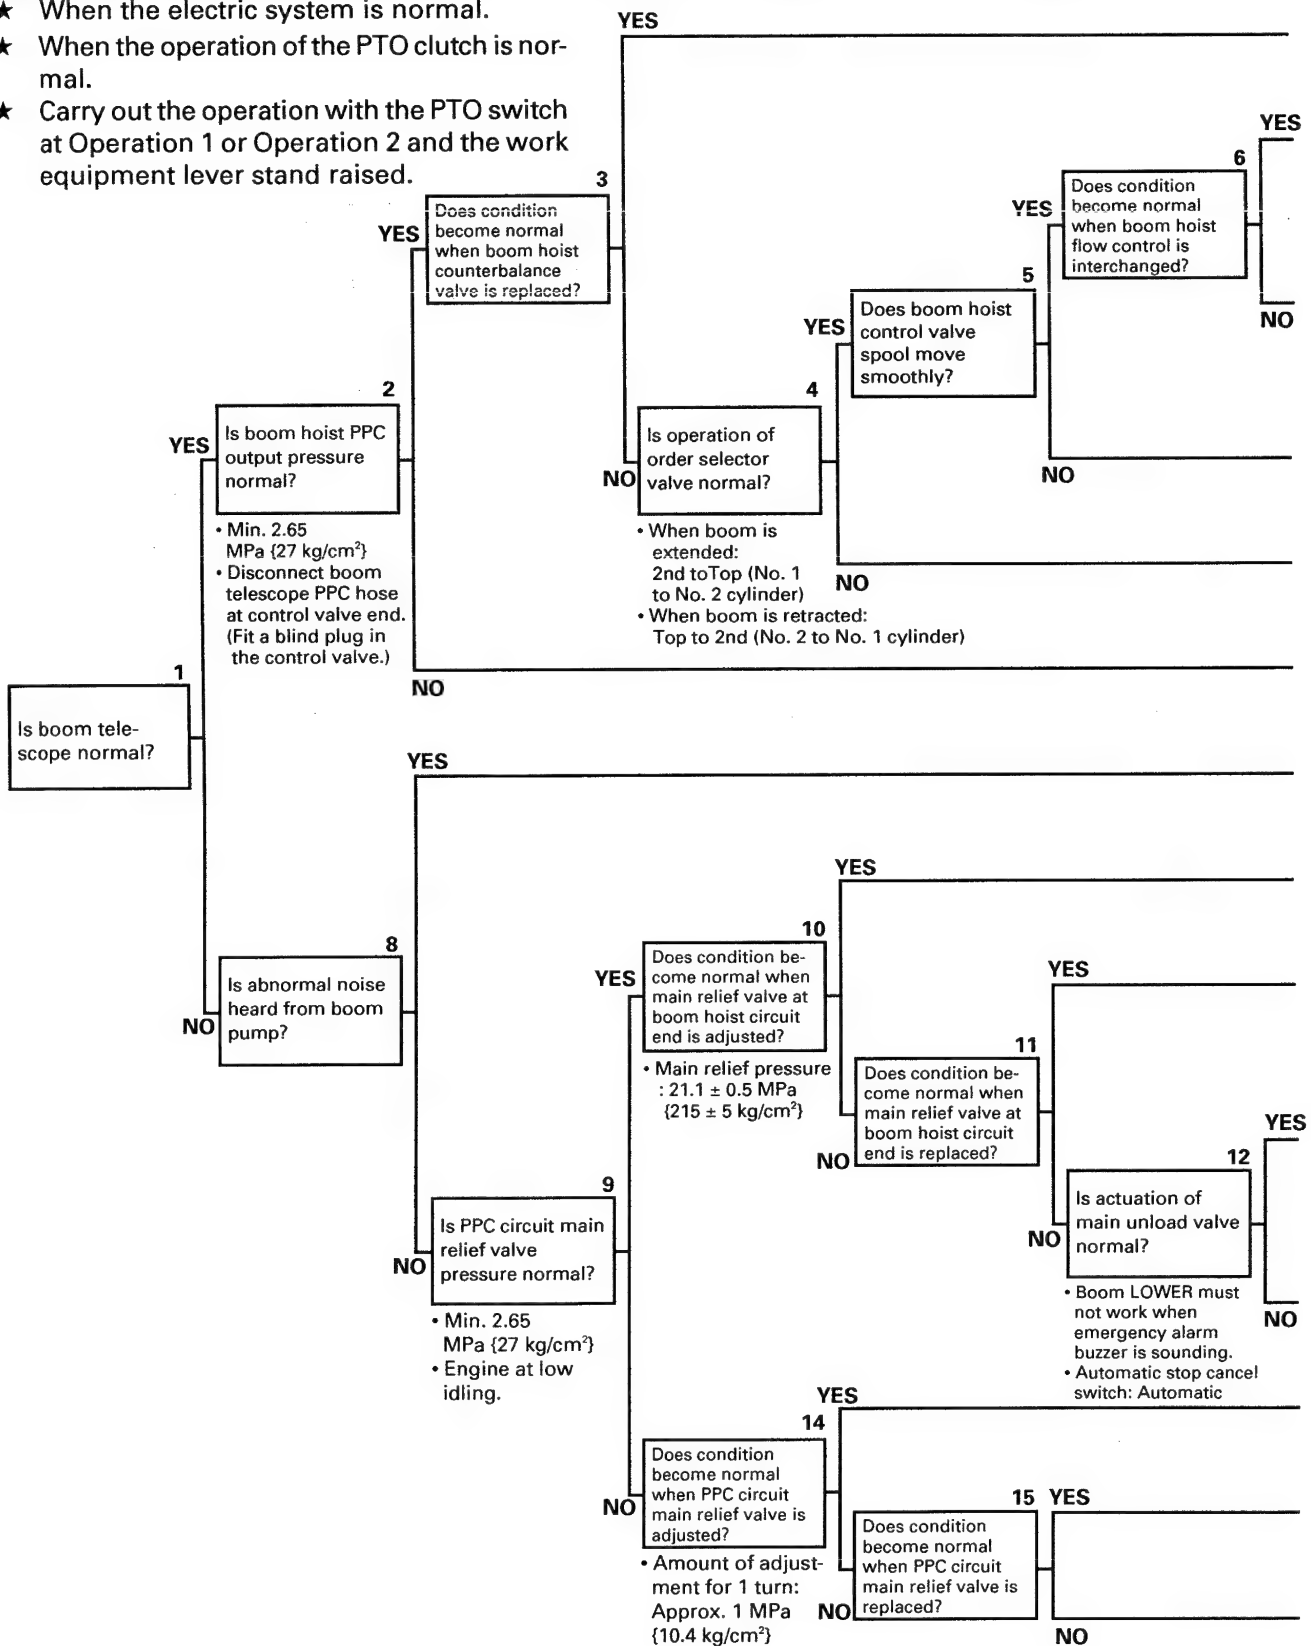 ★ When the electric system is normal.
★ When the operation of the PTO clutch is nor-
mal.
★ Carry out the operation with the PTO switch
at Operation 1 or Operation 2 and the work
equipment lever stand raised.
1
Is boom tele-
scope normal?
YES
2
Is boom hoist PPC
output pressure
normal?
• Min. 2.65
MPa {27 kg/cm²}
• Disconnect boom
telescope PPC hose
at control valve end.
(Fit a blind plug in
the control valve.)
YES
3
Does condition
become normal
when boom hoist
counterbalance
valve is replaced?
YES
NO
4
Is operation of
order selector
valve normal?
• When boom is
extended:
2nd toTop (No. 1
to No. 2 cylinder)
• When boom is retracted:
Top to 2nd (No. 2 to No. 1 cylinder)
YES
5
Does boom hoist
control valve
spool move
smoothly?
YES
6
Does condition
become normal
when boom hoist
flow control is
interchanged?
YES
NO
NO
NO
NO
NO
8
Is abnormal noise
heard from boom
pump?
YES
NO
9
Is PPC circuit main
relief valve
pressure normal?
• Min. 2.65
MPa {27 kg/cm²}
• Engine at low
idling.
YES
10
Does condition be-
come normal when
main relief valve at
boom hoist circuit
end is adjusted?
• Main relief pressure
: 21.1 ± 0.5 MPa
{215 ± 5 kg/cm²}
YES
NO
11
Does condition be-
come normal when
main relief valve at
boom hoist circuit
end is replaced?
YES
NO
12
Is actuation of
main unload valve
normal?
• Boom LOWER must
not work when
emergency alarm
buzzer is sounding.
• Automatic stop cancel
switch: Automatic
YES
NO
NO
14
Does condition
become normal
when PPC circuit
main relief valve is
adjusted?
• Amount of adjust-
ment for 1 turn:
Approx. 1 MPa
{10.4 kg/cm²}
YES
NO
15
Does condition
become normal
when PPC circuit
main relief valve is
replaced?
YES
NO